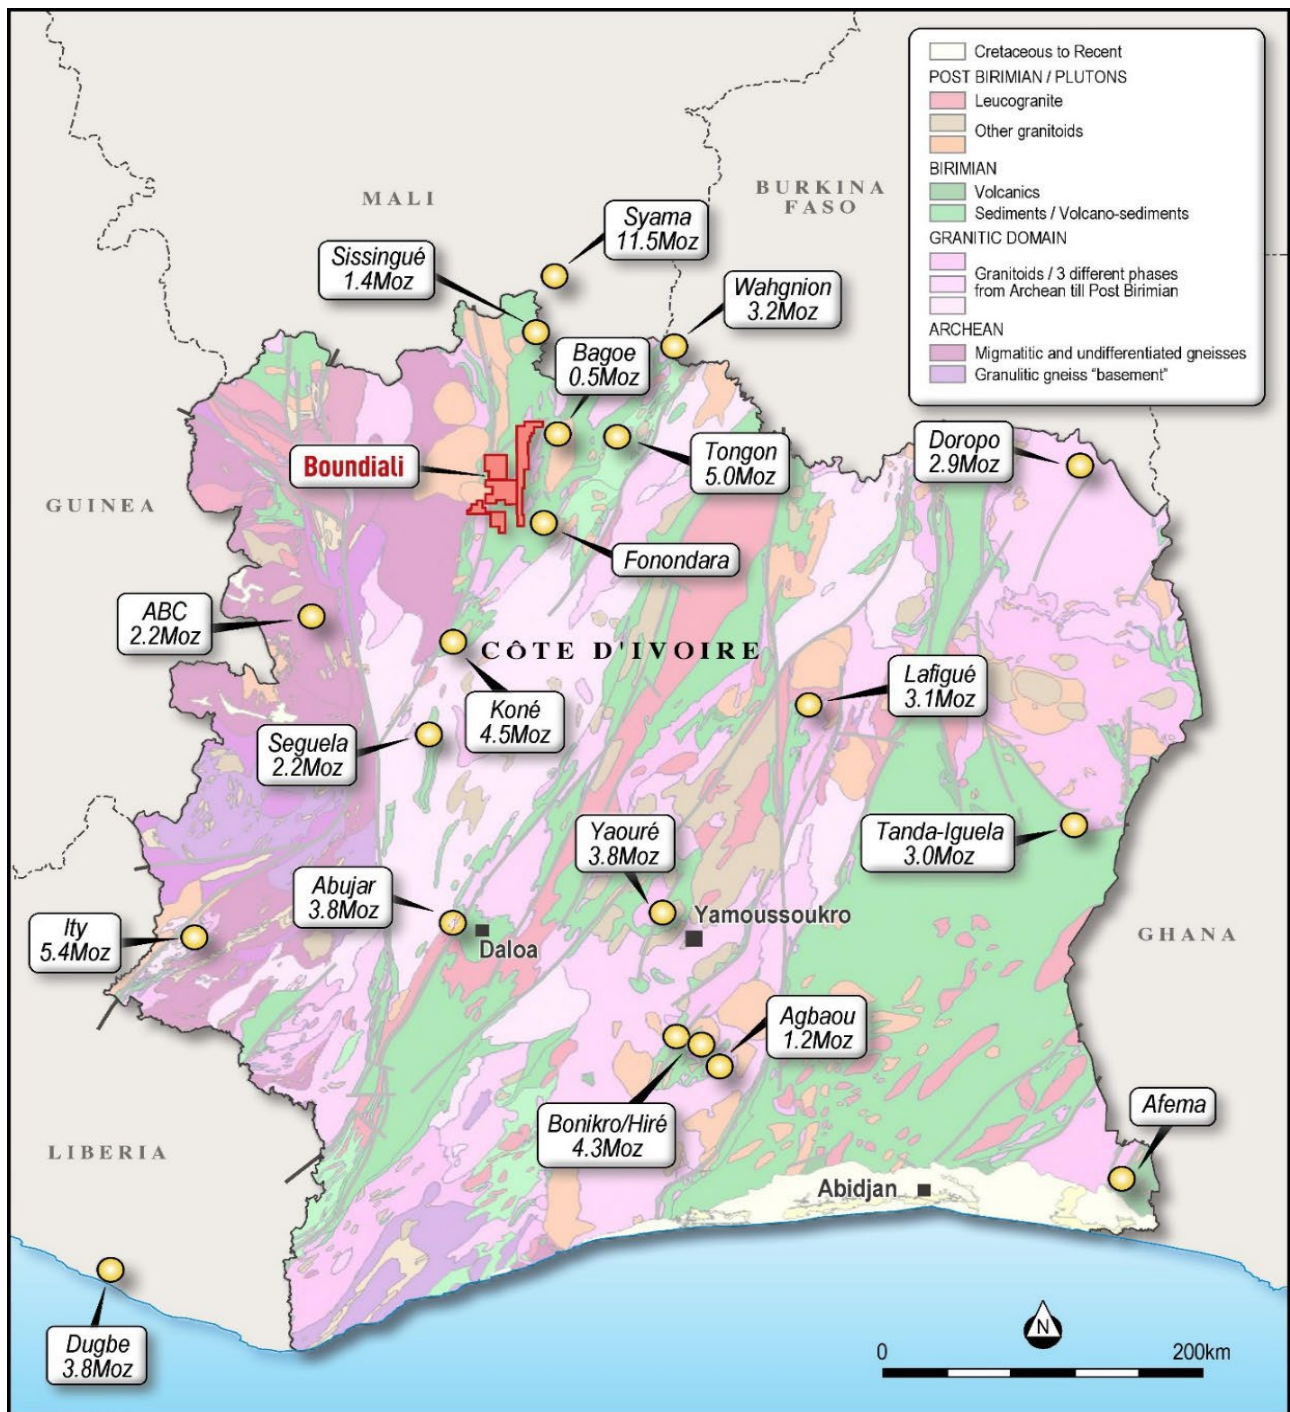 Cretaceous to Recent
POST BIRIMIAN / PLUTONS
Leucogranite
Other granitoids
BIRIMIAN
Volcanics
Sediments / Volcano-sediments
GRANITIC DOMAIN
Granitoids / 3 different phases
from Archean till Post Birimian
ARCHEAN
Migmatitic and undifferentiated gneisses
Granulitic gneiss "basement"
MALI
BURKINA
FASO
Syama
11.5Moz
Sissingué
1.4Moz
Wahgnion
3.2Moz
Bagoe
0.5Moz
Boundiali
Tongon
5.0Moz
Doropo
2.9Moz
GUINEA
Fonondara
ABC
2.2Moz
CÔTE D'IVOIRE
Koné
4.5Moz
Lafigué
3.1Moz
Seguela
2.2Moz
Yaouré
3.8Moz
Tanda-Iguela
3.0Moz
Abujar
3.8Moz
Ity
5.4Moz
Daloa
Yamoussoukro
GHANA
Agbaou
1.2Moz
Bonikro/Hiré
4.3Moz
Afema
LIBERIA
Abidjan
Dugbe
3.8Moz
N
0 200km